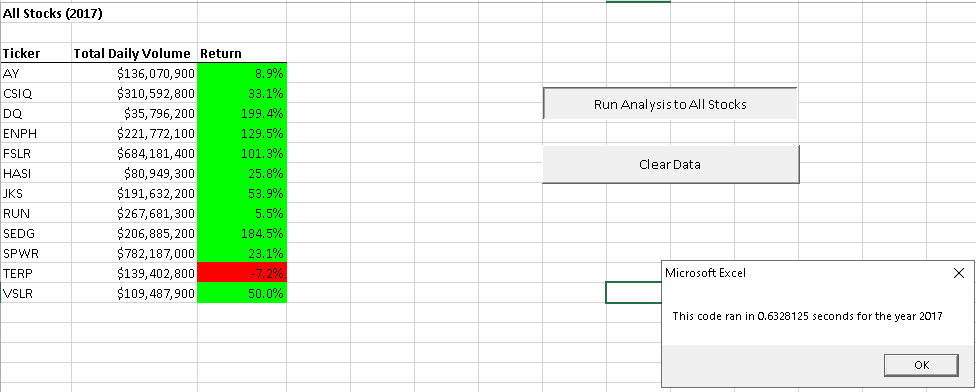 All Stocks (2017)
Ticker Total Daily Volume Return
AY $136,070,900 8.9%
CSIQ $310,592,800 33.1%
DQ $35,796,200 199.4%
ENPH $221,772,100 129.5%
FSLR $684,181,400 101.3%
HASI $80,949,300 25.8%
JKS $191,632,200 53.9%
RUN $267,681,300 5.5%
SEDG $206,885,200 184.5%
SPWR $782,187,000 23.1%
TERP $139,402,800 -7.2%
VSLR $109,487,900 50.0%
Run Analysis to All Stocks
Clear Data
Microsoft Excel
This code ran in 0.6328125 seconds for the year 2017
OK